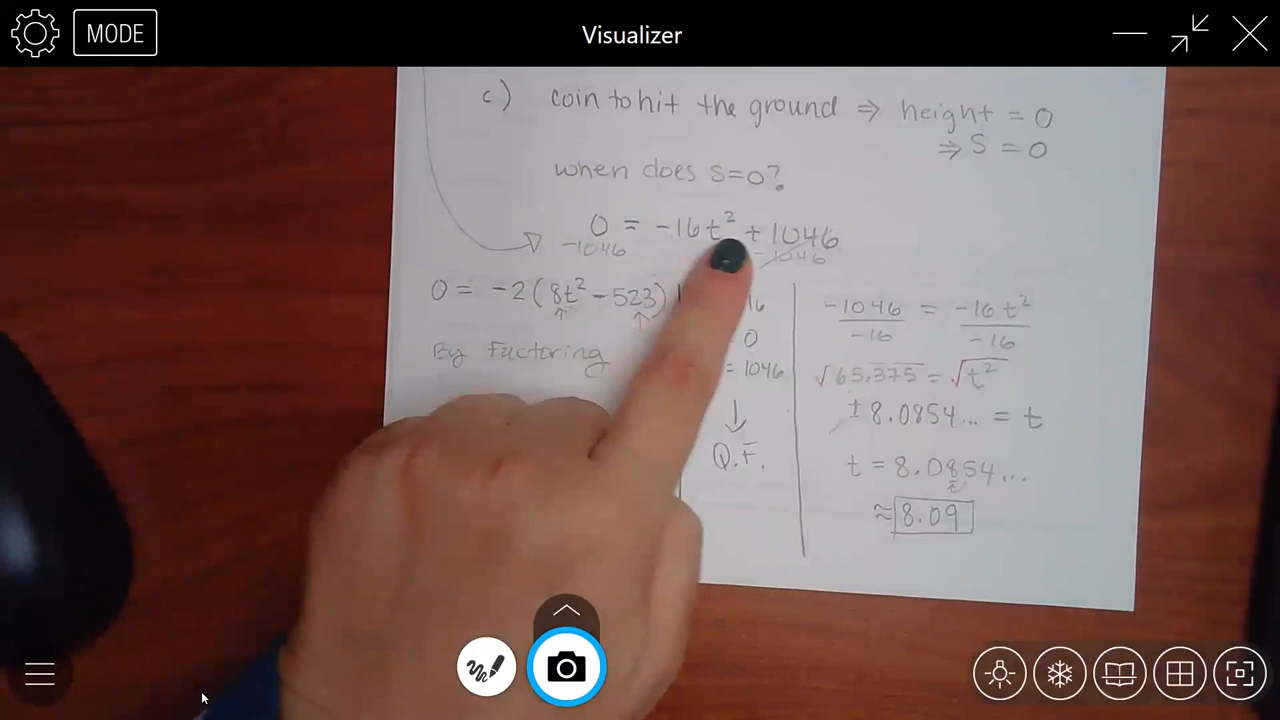 MODE
Visualizer
c) coin to hit the ground ⇒ height = 0
⇒ S = 0
when does s=0?
0 = -16t² + 1046
-1046 -1046
0 = -2(8t² - 523)
By Factoring
16
= 0
= 1046
↓
Q.F.
-1046 = -16t²
-16 -16
√65.375 = √t²
± 8.0854... = t
t = 8.0854...
≈ 8.09